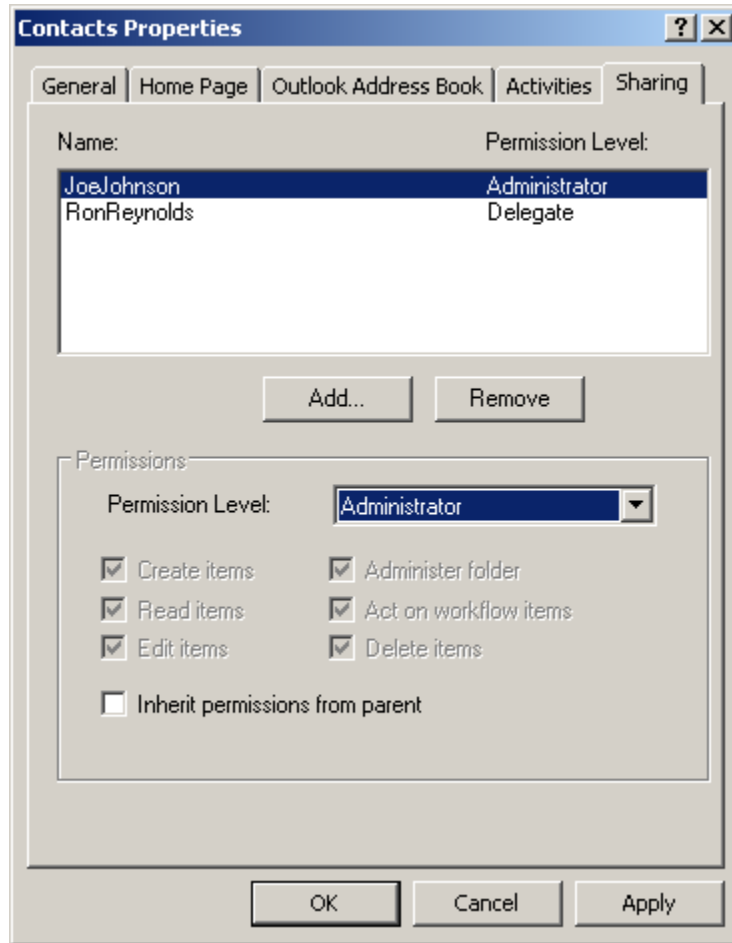 Contacts Properties
General Home Page Outlook Address Book Activities Sharing
Name: Permission Level:
JoeJohnson Administrator
RonReynolds Delegate
Add... Remove
Permissions
Permission Level: Administrator
Create items Administer folder
Read items Act on workflow items
Edit items Delete items
Inherit permissions from parent
OK Cancel Apply